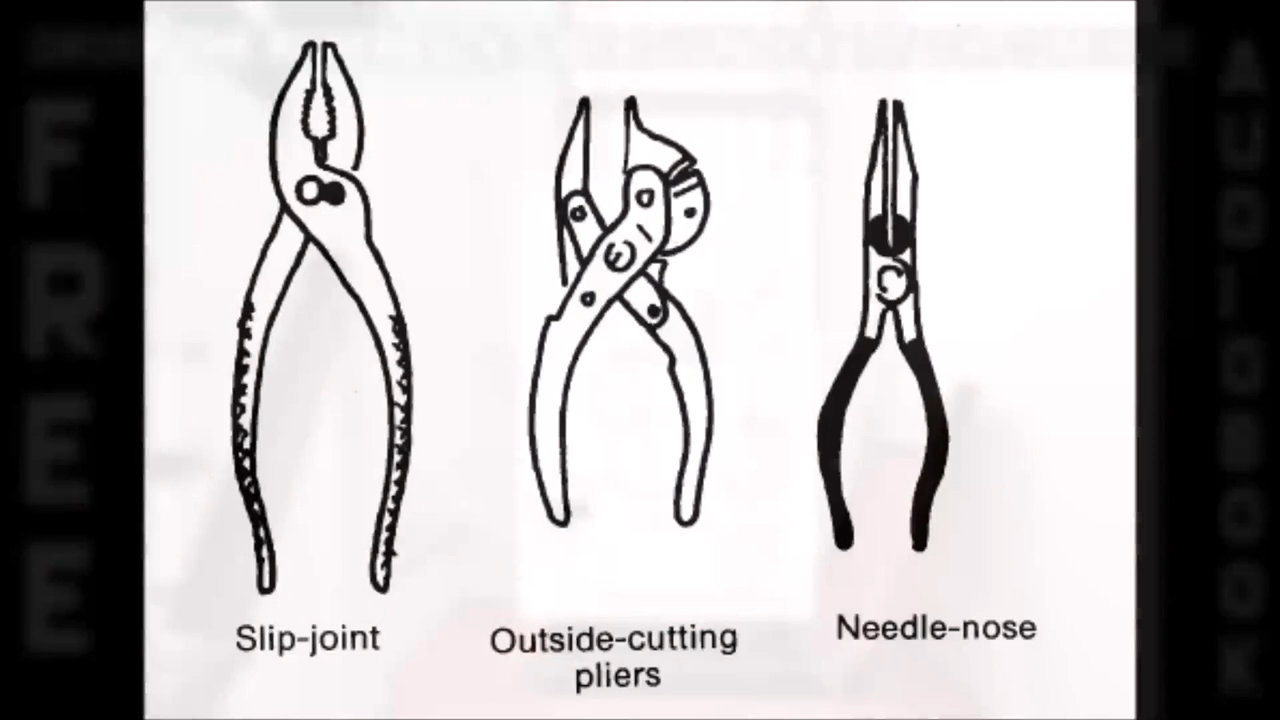 FREE
Slip-joint
Outside-cutting
pliers
Needle-nose
AUDIOBOOK